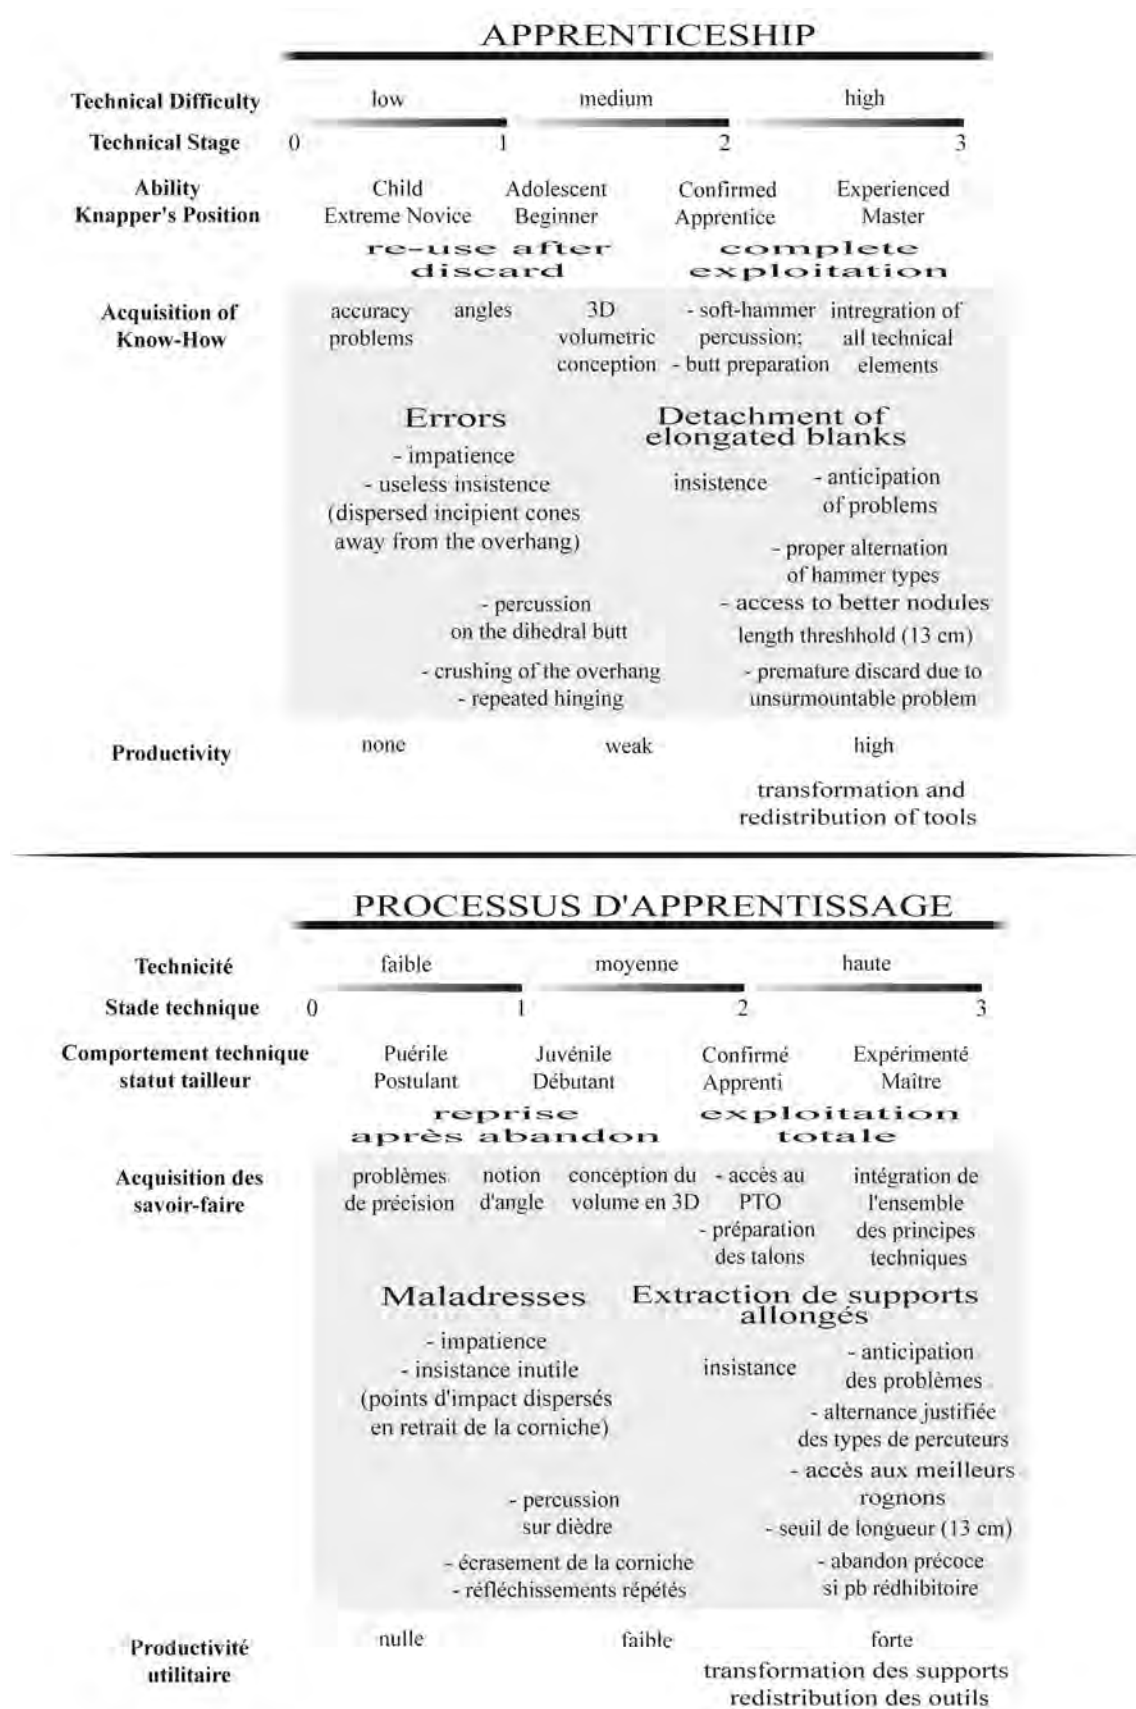 APPRENTICESHIP
Technical Difficulty low medium high
Technical Stage 0 1 2 3
Ability Child Adolescent Confirmed Experienced
Knapper's Position Extreme Novice Beginner Apprentice Master
re-use after complete
discard exploitation
Acquisition of accuracy angles 3D - soft-hammer intregration of
Know-How problems volumetric percussion; all technical
conception - butt preparation elements
Errors Detachment of
elongated blanks
- impatience
- useless insistence insistence - anticipation
(dispersed incipient cones of problems
away from the overhang)
- proper alternation
of hammer types
- percussion - access to better nodules
on the dihedral butt length threshhold (13 cm)
- crushing of the overhang - premature discard due to
- repeated hinging unsurmountable problem
Productivity none weak high
transformation and
redistribution of tools
PROCESSUS D'APPRENTISSAGE
Technicité faible moyenne haute
Stade technique 0 1 2 3
Comportement technique Puérile Juvénile Confirmé Expérimenté
statut tailleur Postulant Débutant Apprenti Maître
reprise exploitation
après abandon totale
Acquisition des problèmes notion conception du - accès au intégration de
savoir-faire de précision d'angle volume en 3D PTO l'ensemble
- préparation des principes
des talons techniques
Maladresses Extraction de supports
allongés
- impatience - anticipation
- insistance inutile insistance des problèmes
(points d'impact dispersés - alternance justifiée
en retrait de la corniche) des types de percuteurs
- accès aux meilleurs
- percussion rognons
sur dièdre - seuil de longueur (13 cm)
- écrasement de la corniche - abandon précoce
- réfléchissements répétés si pb rédhibitoire
Productivité nulle faible forte
utilitaire transformation des supports
redistribution des outils